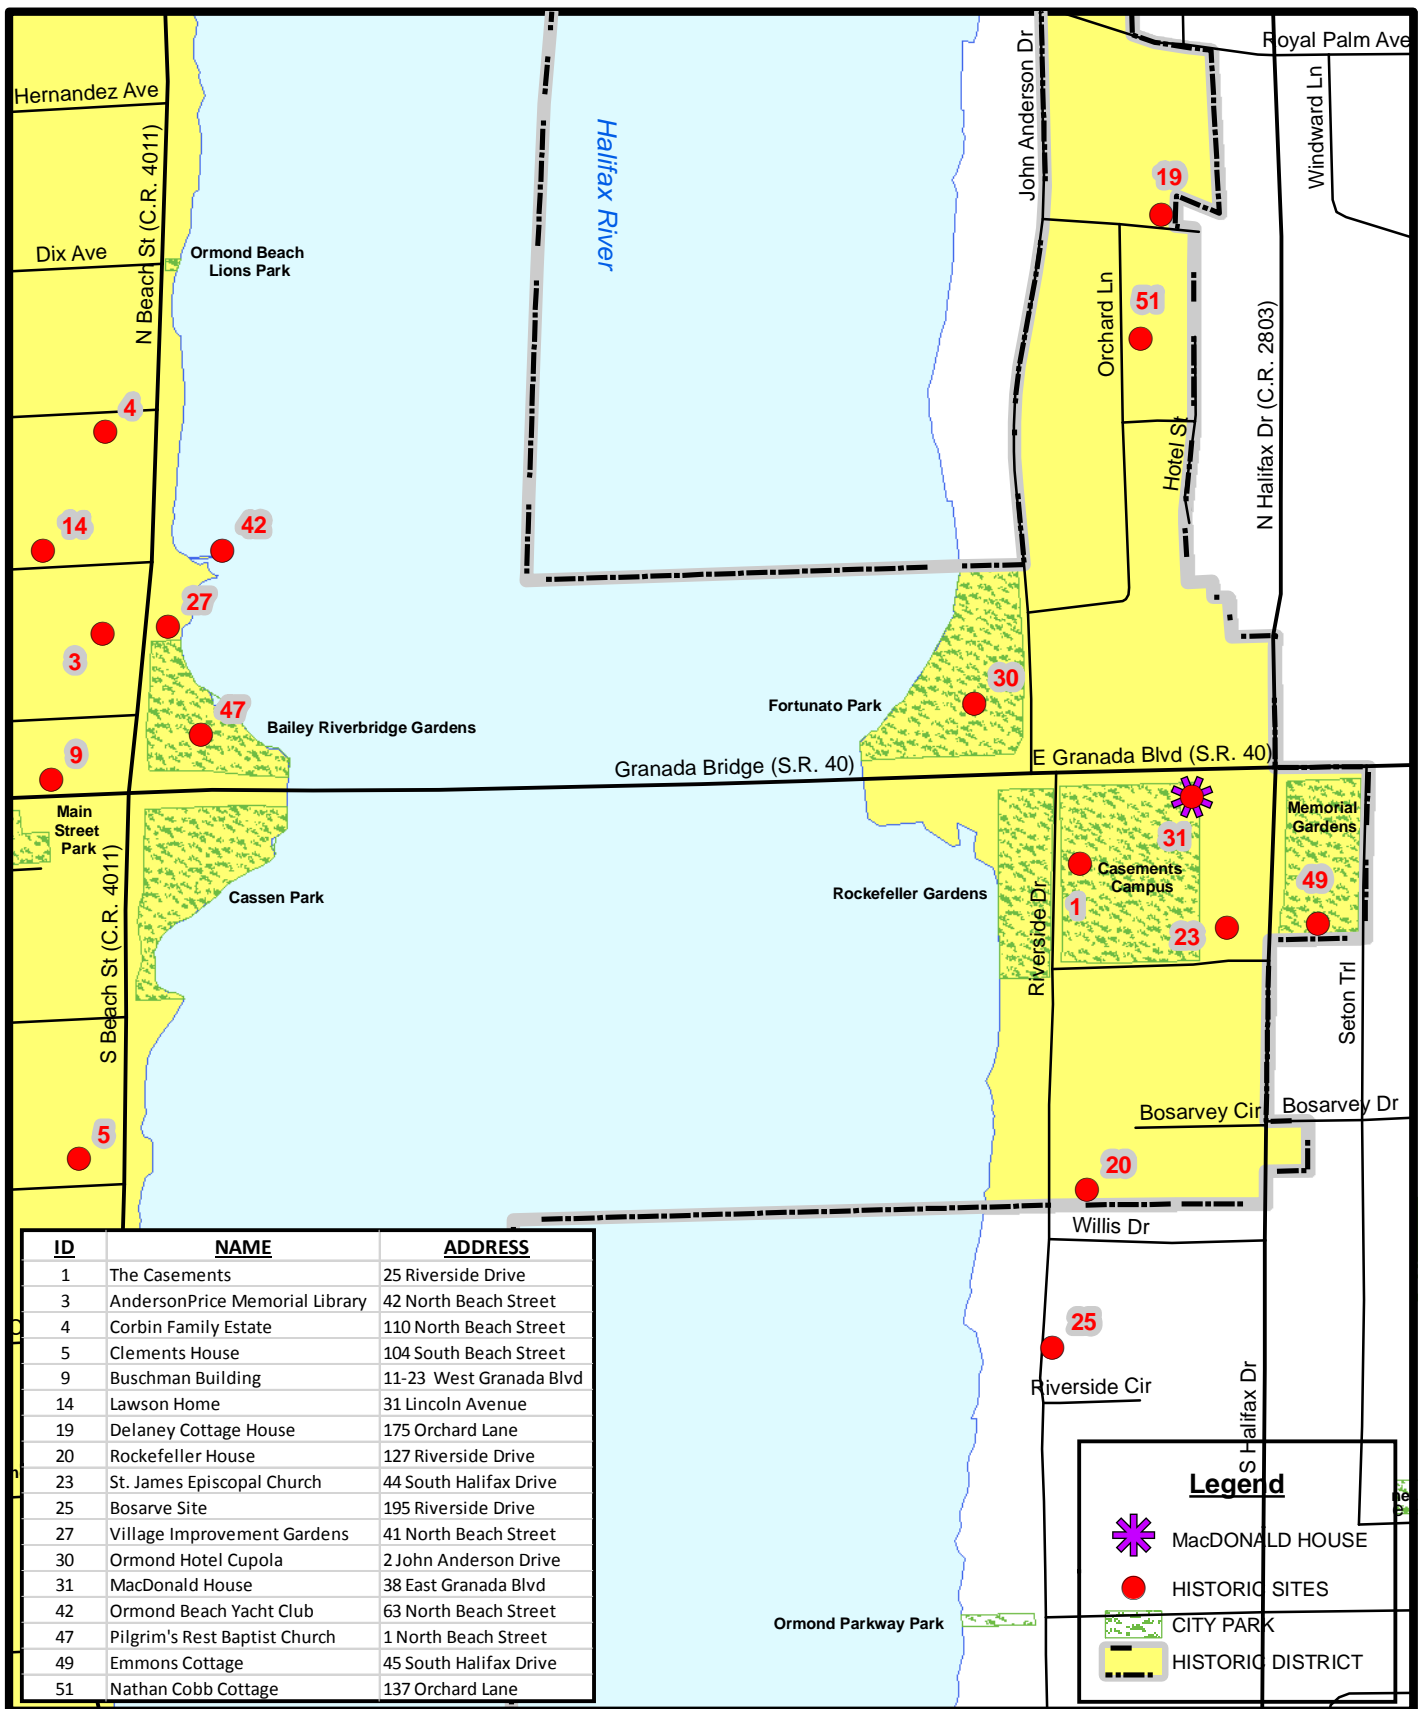 Royal Palm Ave
Hernandez Ave
John Anderson Dr
Windward Ln
N Beach St (C.R. 4011)
Halifax River
19
Dix Ave
Ormond Beach
Lions Park
Orchard Ln
51
N Halifax Dr (C.R. 2803)
4
Hotel St
14
42
27
3
30
47
Fortunato Park
Bailey Riverbridge Gardens
9
Granada Bridge (S.R. 40)
E Granada Blvd (S.R. 40)
Main
Street
Park
31
Memorial
Gardens
Casements
Campus
49
Cassen Park
Rockefeller Gardens
1
23
S Beach St (C.R. 4011)
Riverside Dr
Seton Trl
Bosarvey Cir
Bosarvey Dr
5
20
Willis Dr
25
Riverside Cir
S Halifax Dr
Ormond Parkway Park
ID NAME ADDRESS
1 The Casements 25 Riverside Drive
3 AndersonPrice Memorial Library 42 North Beach Street
4 Corbin Family Estate 110 North Beach Street
5 Clements House 104 South Beach Street
9 Buschman Building 11-23 West Granada Blvd
14 Lawson Home 31 Lincoln Avenue
19 Delaney Cottage House 175 Orchard Lane
20 Rockefeller House 127 Riverside Drive
23 St. James Episcopal Church 44 South Halifax Drive
25 Bosarve Site 195 Riverside Drive
27 Village Improvement Gardens 41 North Beach Street
30 Ormond Hotel Cupola 2 John Anderson Drive
31 MacDonald House 38 East Granada Blvd
42 Ormond Beach Yacht Club 63 North Beach Street
47 Pilgrim's Rest Baptist Church 1 North Beach Street
49 Emmons Cottage 45 South Halifax Drive
51 Nathan Cobb Cottage 137 Orchard Lane
Legend
MacDONALD HOUSE
HISTORIC SITES
CITY PARK
HISTORIC DISTRICT